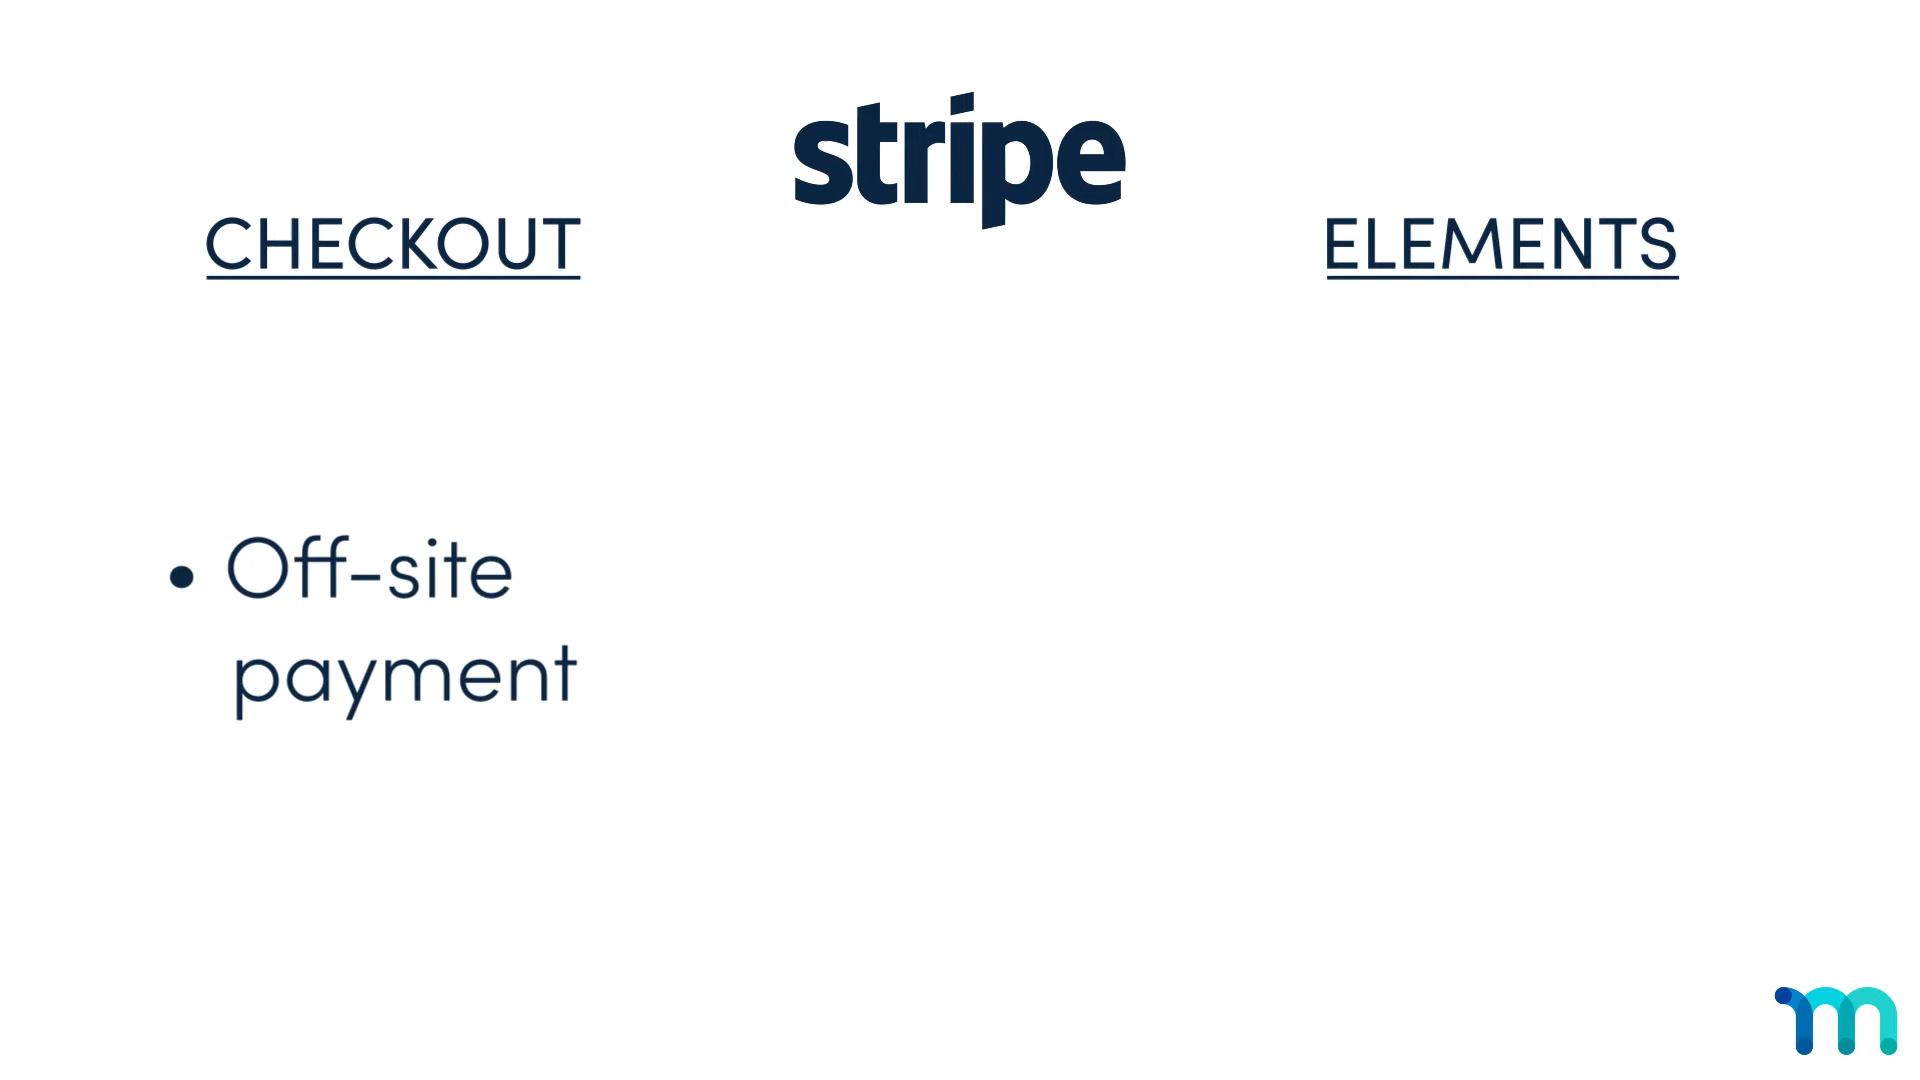 stripe
CHECKOUT
ELEMENTS
• Off-site
payment
m